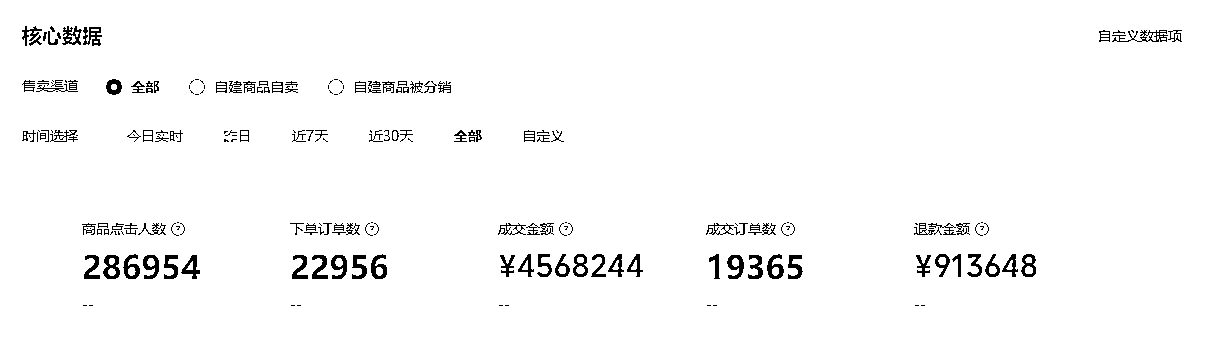 核心数据 自定义数据项
售卖渠道 全部 自建商品自卖 自建商品被分销
时间选择 今日实时 昨日 近7天 近30天 全部 自定义
商品点击人数 ? 下单订单数 ? 成交金额 ? 成交订单数 ? 退款金额 ?
286954 22956 ¥4568244 19365 ¥913648
-- -- -- -- --